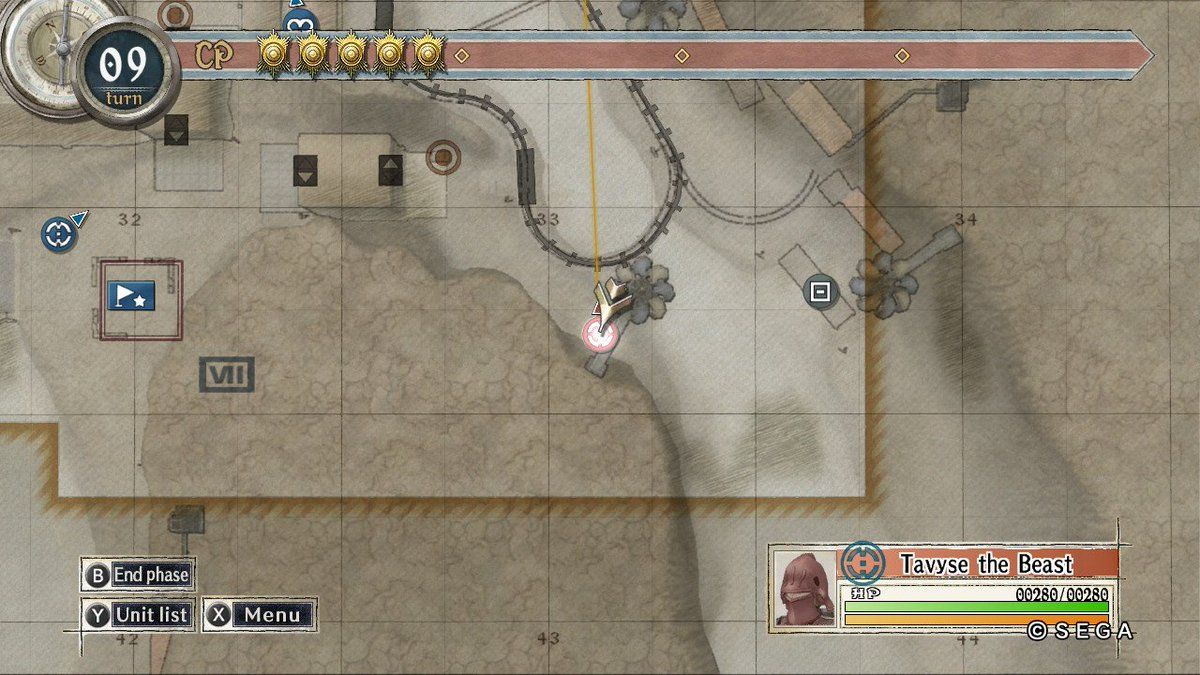 09
turn
CP
32
33
34
VII
B End phase
Y Unit list
X Menu
Tavyse the Beast
HP
00280/00280
© SEGA
42
43
44